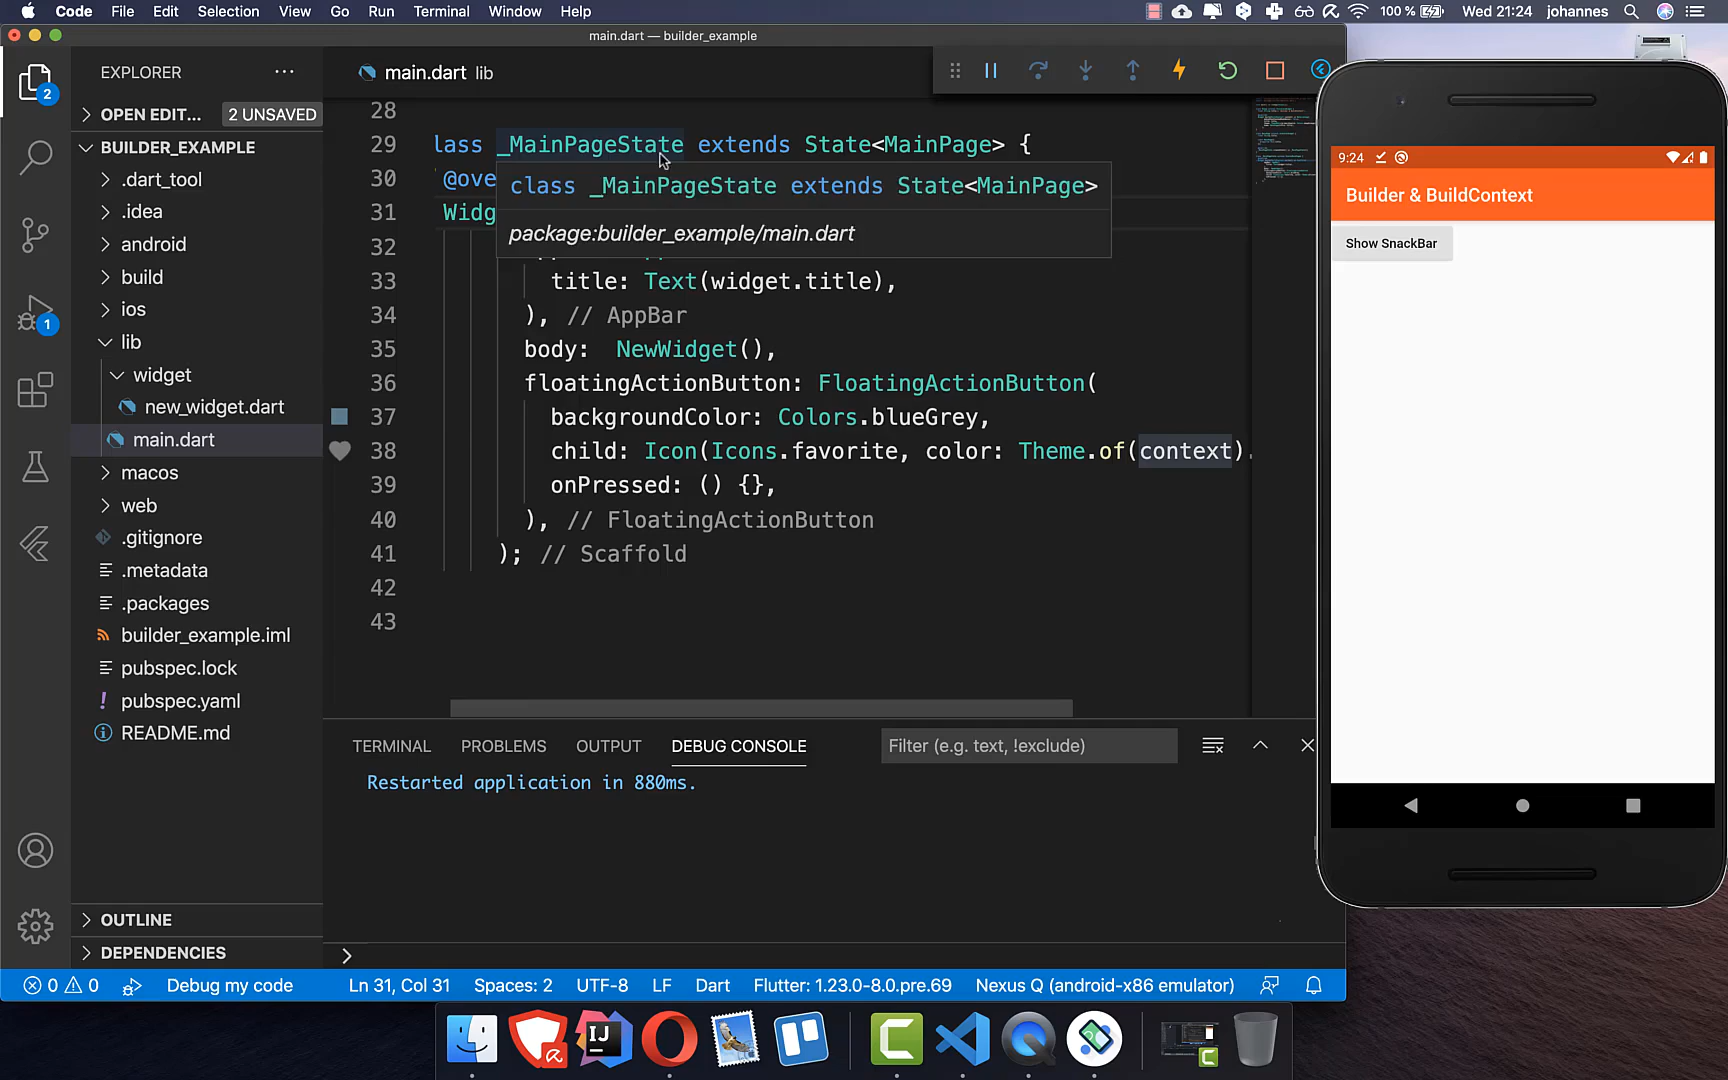 Code File Edit Selection View Go Run Terminal Window Help
100 % Wed 21:24 johannes
main.dart — builder_example
EXPLORER
main.dart lib
OPEN EDIT... 2 UNSAVED
BUILDER_EXAMPLE
.dart_tool
.idea
android
build
ios
lib
widget
new_widget.dart
main.dart
macos
web
.gitignore
.metadata
.packages
builder_example.iml
pubspec.lock
pubspec.yaml
README.md
OUTLINE
DEPENDENCIES
2
1
28
29 lass _MainPageState extends State<MainPage> {
30 @ove
class _MainPageState extends State<MainPage>
31 Widg
package:builder_example/main.dart
32
33 title: Text(widget.title),
34 ), // AppBar
35 body:  NewWidget(),
36 floatingActionButton: FloatingActionButton(
37 backgroundColor: Colors.blueGrey,
38 child: Icon(Icons.favorite, color: Theme.of(context).
39 onPressed: () {},
40 ), // FloatingActionButton
41 ); // Scaffold
42
43
TERMINAL PROBLEMS OUTPUT DEBUG CONSOLE Filter (e.g. text, !exclude)
Restarted application in 880ms.
0 0 Debug my code Ln 31, Col 31 Spaces: 2 UTF-8 LF Dart Flutter: 1.23.0-8.0.pre.69 Nexus Q (android-x86 emulator)
9:24
Builder & BuildContext
Show SnackBar
IJ